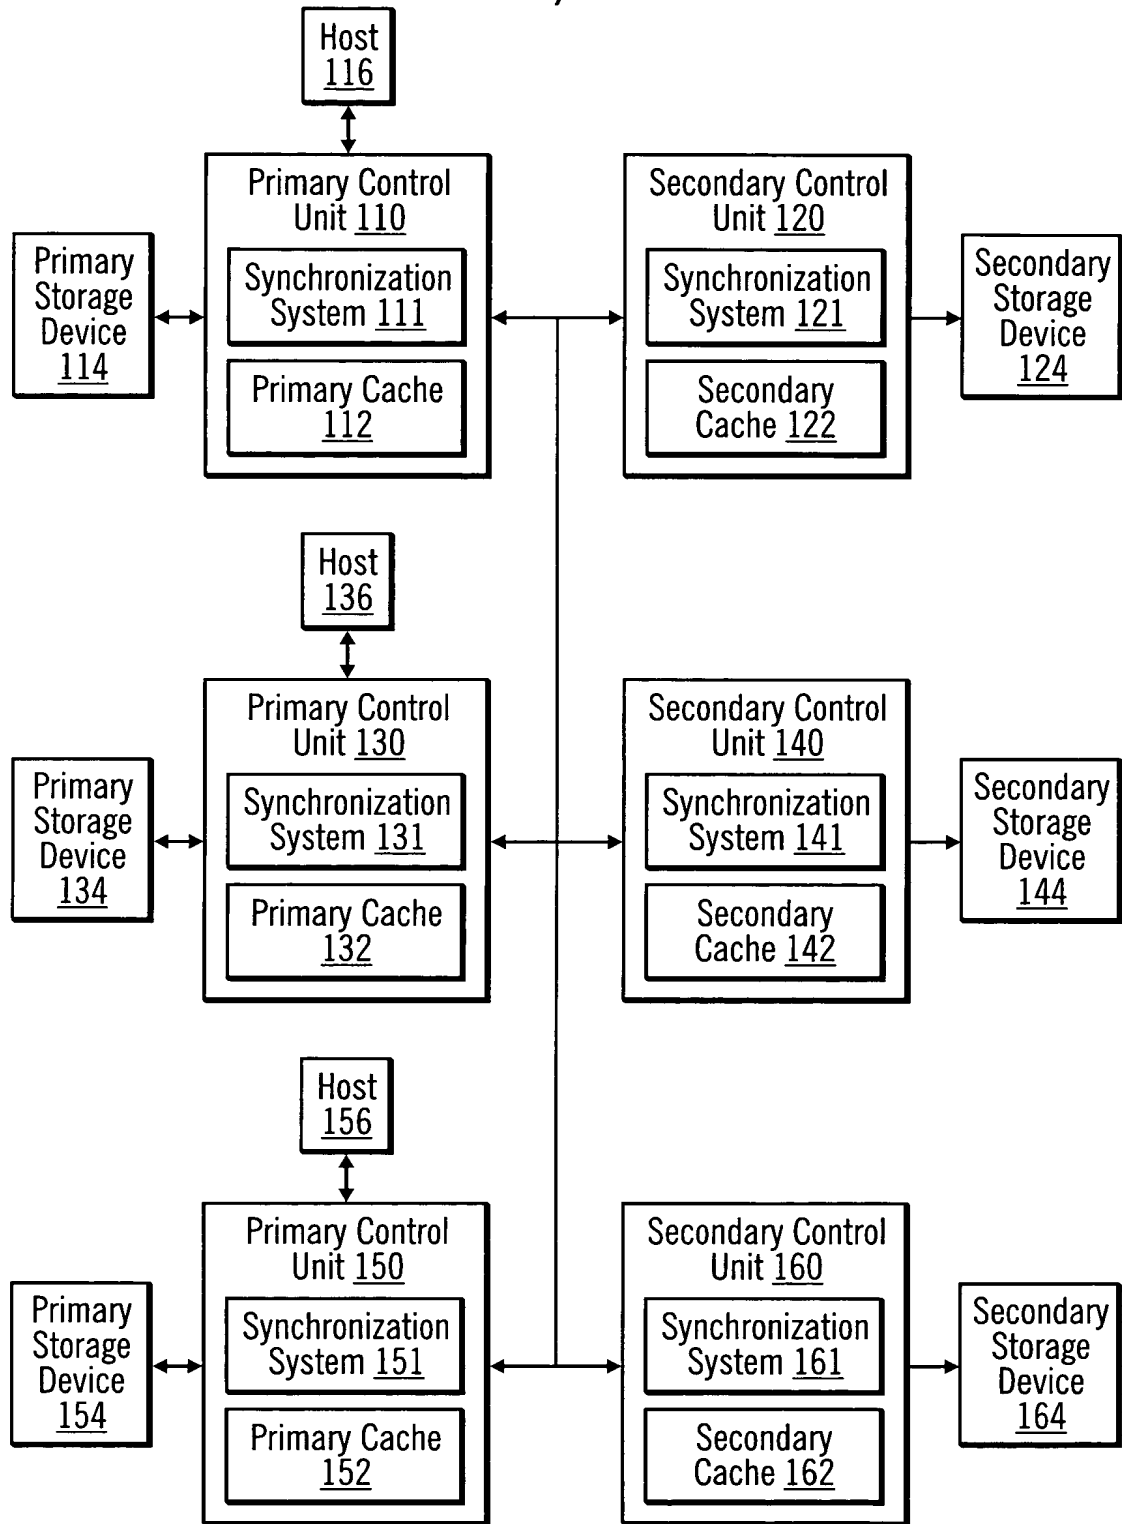 Host
116
Primary Control
Unit 110
Synchronization
System 111
Primary Cache
112
Primary
Storage
Device
114
Secondary Control
Unit 120
Synchronization
System 121
Secondary
Cache 122
Secondary
Storage
Device
124
Host
136
Primary Control
Unit 130
Synchronization
System 131
Primary Cache
132
Primary
Storage
Device
134
Secondary Control
Unit 140
Synchronization
System 141
Secondary
Cache 142
Secondary
Storage
Device
144
Host
156
Primary Control
Unit 150
Synchronization
System 151
Primary Cache
152
Primary
Storage
Device
154
Secondary Control
Unit 160
Synchronization
System 161
Secondary
Cache 162
Secondary
Storage
Device
164